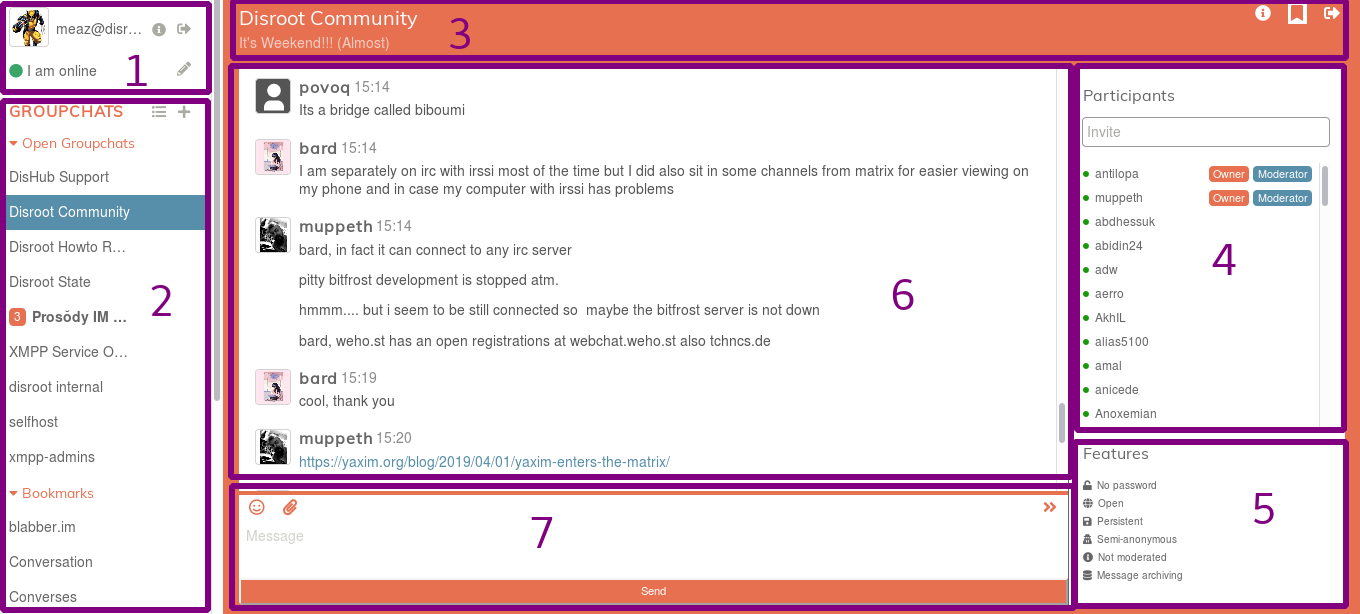 meaz@disr...
I am online
1
GROUPCHATS
Open Groupchats
DisHub Support
Disroot Community
Disroot Howto R...
Disroot State
3 Prosŏdy IM ...
XMPP Service O...
disroot internal
selfhost
xmpp-admins
Bookmarks
blabber.im
Conversation
Converses
2
Disroot Community
It's Weekend!!! (Almost)
3
povoq 15:14
Its a bridge called biboumi
bard 15:14
I am separately on irc with irssi most of the time but I did also sit in some channels from matrix for easier viewing on
my phone and in case my computer with irssi has problems
muppeth 15:14
bard, in fact it can connect to any irc server
pitty bitfrost development is stopped atm.
hmmm.... but i seem to be still connected so  maybe the bitfrost server is not down
bard, weho.st has an open registrations at webchat.weho.st also tchncs.de
bard 15:19
cool, thank you
muppeth 15:20
https://yaxim.org/blog/2019/04/01/yaxim-enters-the-matrix/
6
Message
7
Send
Participants
Invite
antilopa Owner Moderator
muppeth Owner Moderator
abdhessuk
abidin24
adw
aerro
AkhIL
alias5100
amal
anicede
Anoxemian
4
Features
No password
Open
Persistent
Semi-anonymous
Not moderated
Message archiving
5